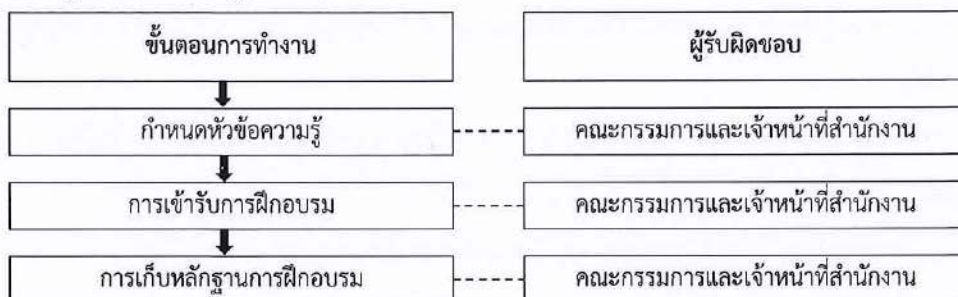 ขั้นตอนการทำงาน ผู้รับผิดชอบ
กำหนดหัวข้อความรู้ คณะกรรมการและเจ้าหน้าที่สำนักงาน
การเข้ารับการฝึกอบรม คณะกรรมการและเจ้าหน้าที่สำนักงาน
การเก็บหลักฐานการฝึกอบรม คณะกรรมการและเจ้าหน้าที่สำนักงาน